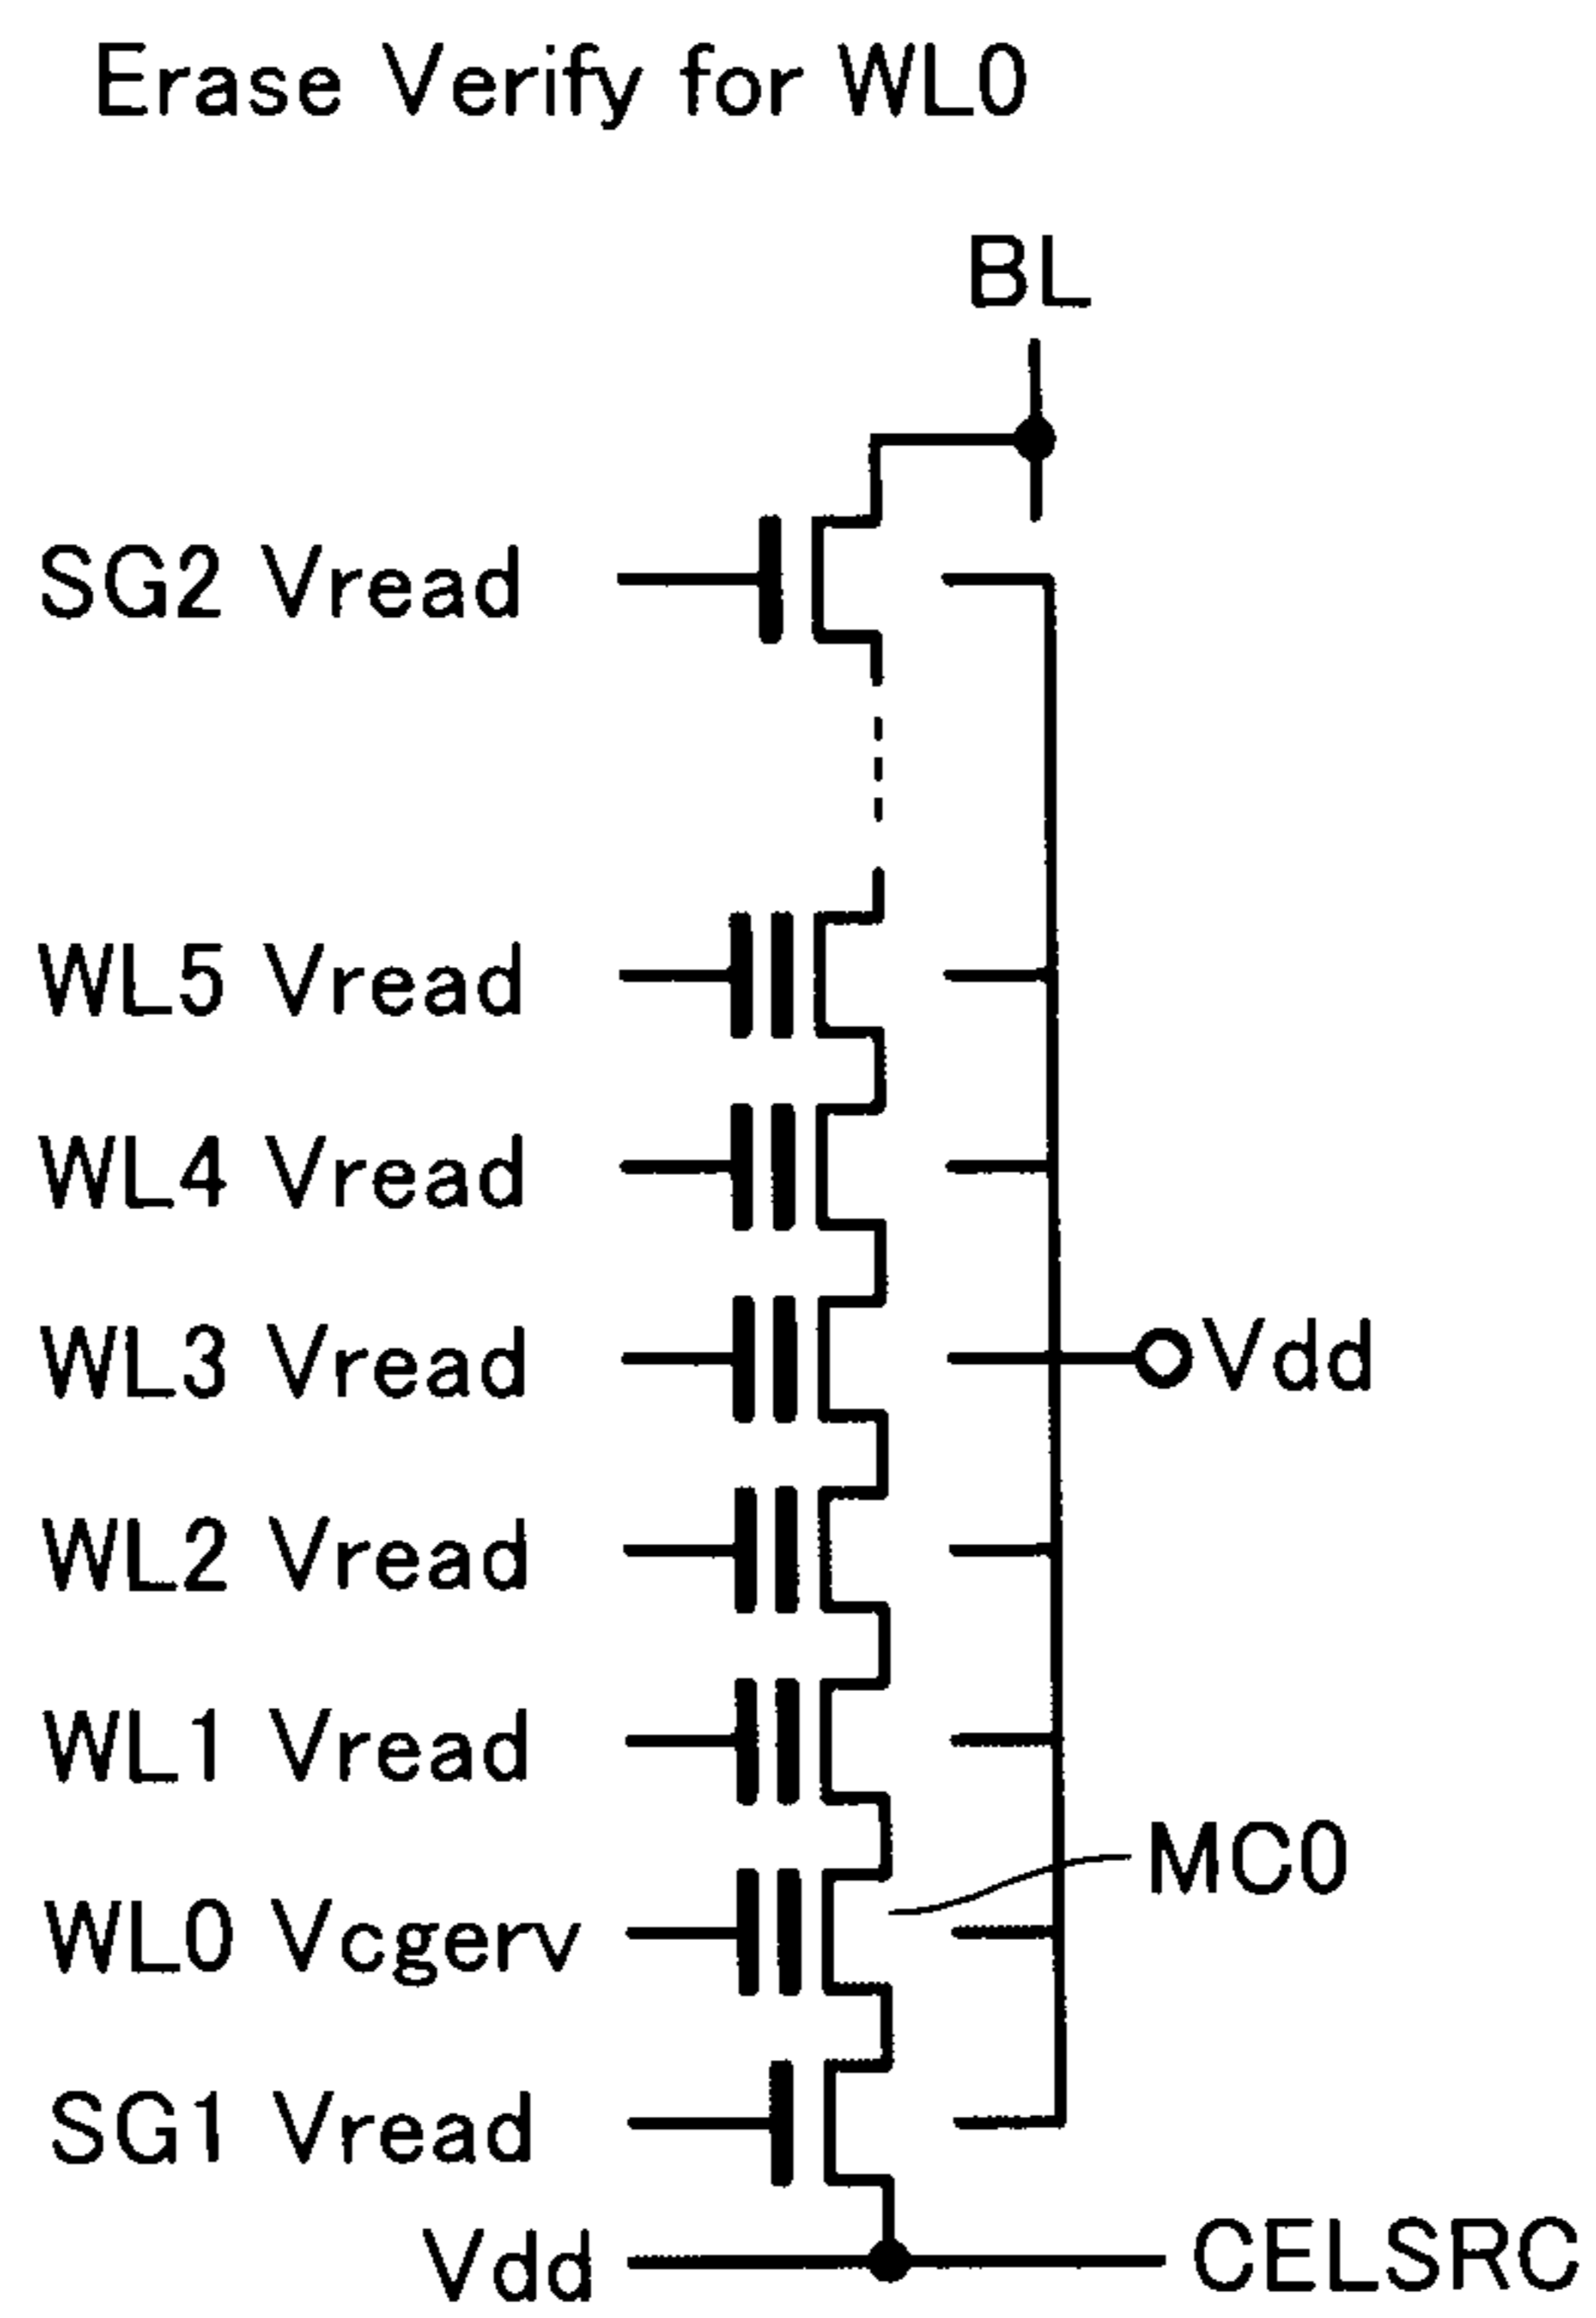 Erase Verify for WL0
BL
SG2 Vread
WL5 Vread
WL4 Vread
WL3 Vread
Vdd
WL2 Vread
WL1 Vread
MC0
WL0 Vcgerv
SG1 Vread
Vdd
CELSRC